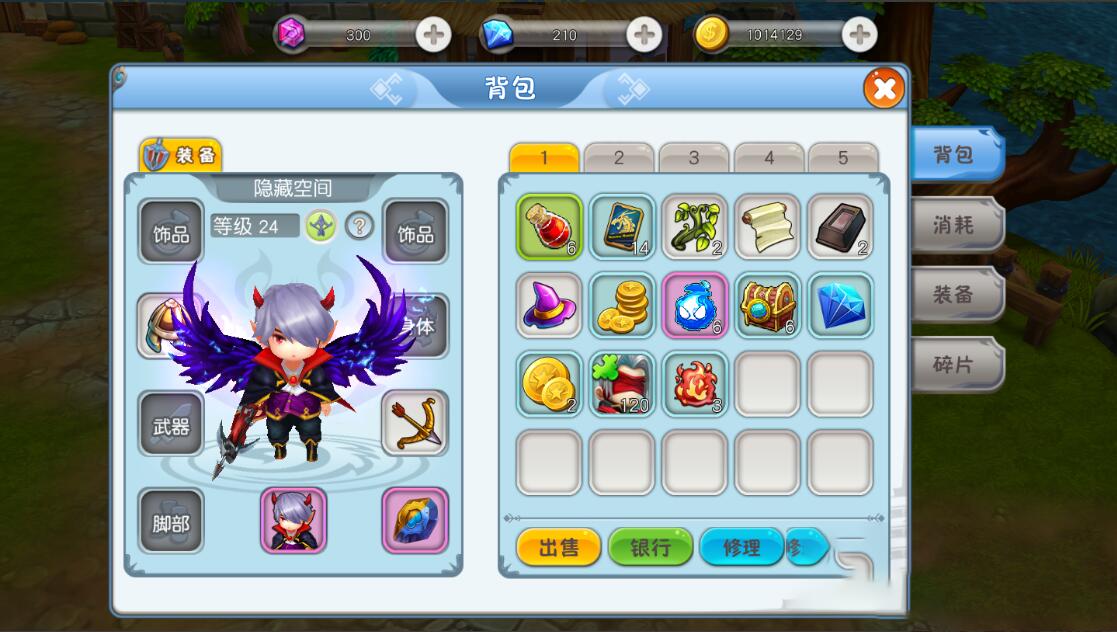 300
210
1014129
背包
装备
隐藏空间
饰品
等级 24
?
饰品
身体
武器
脚部
1
2
3
4
5
6
14
2
2
6
6
2
120
3
出售
银行
修理
修
背包
消耗
装备
碎片